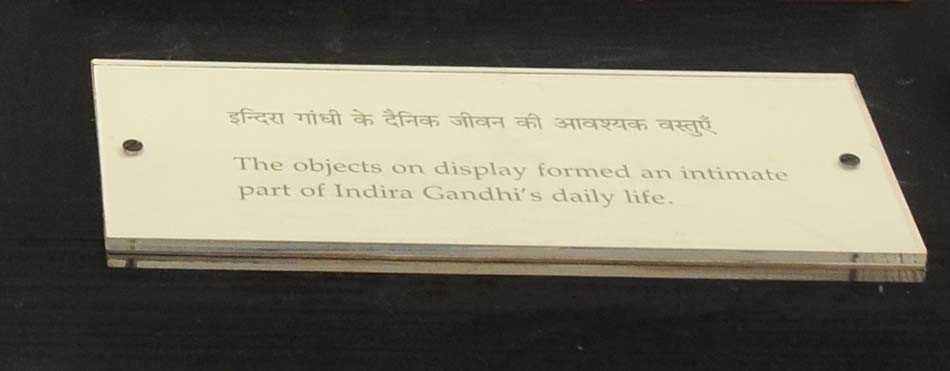 इन्दिरा गांधी के दैनिक जीवन की आवश्यक वस्तुएँ
The objects on display formed an intimate
part of Indira Gandhi's daily life.